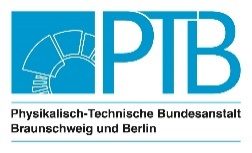 PTB
Physikalisch-Technische Bundesanstalt
Braunschweig und Berlin